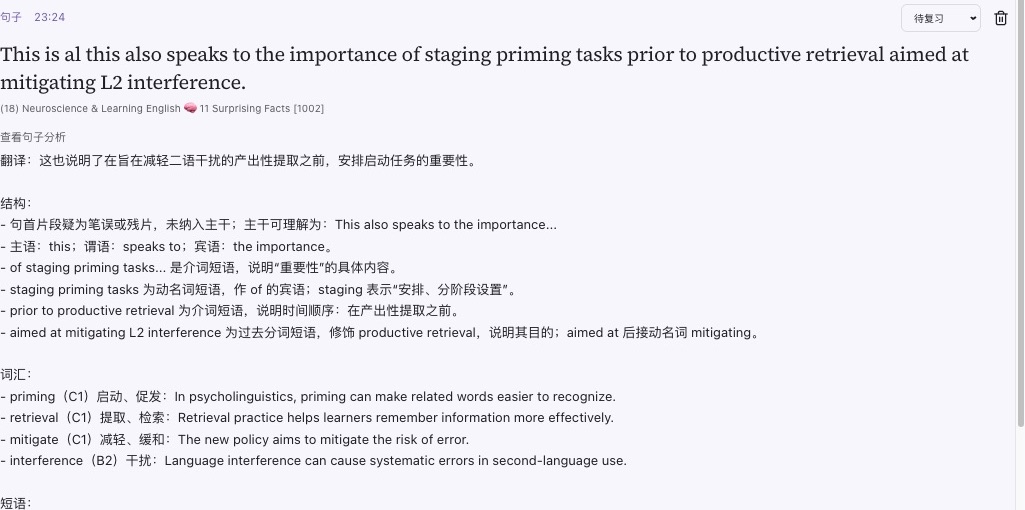 句子 23:24 待复习
This is al this also speaks to the importance of staging priming tasks prior to productive retrieval aimed at
mitigating L2 interference.
(18) Neuroscience & Learning English 🧠 11 Surprising Facts [1002]
查看句子分析
翻译：这也说明了在旨在减轻二语干扰的产出性提取之前，安排启动任务的重要性。
结构：
- 句首片段疑为笔误或残片，未纳入主干；主干可理解为：This also speaks to the importance...
- 主语：this；谓语：speaks to；宾语：the importance。
- of staging priming tasks... 是介词短语，说明“重要性”的具体内容。
- staging priming tasks 为动名词短语，作 of 的宾语；staging 表示“安排、分阶段设置”。
- prior to productive retrieval 为介词短语，说明时间顺序：在产出性提取之前。
- aimed at mitigating L2 interference 为过去分词短语，修饰 productive retrieval，说明其目的；aimed at 后接动名词 mitigating。
词汇：
- priming（C1）启动、促发：In psycholinguistics, priming can make related words easier to recognize.
- retrieval（C1）提取、检索：Retrieval practice helps learners remember information more effectively.
- mitigate（C1）减轻、缓和：The new policy aims to mitigate the risk of error.
- interference（B2）干扰：Language interference can cause systematic errors in second-language use.
短语：